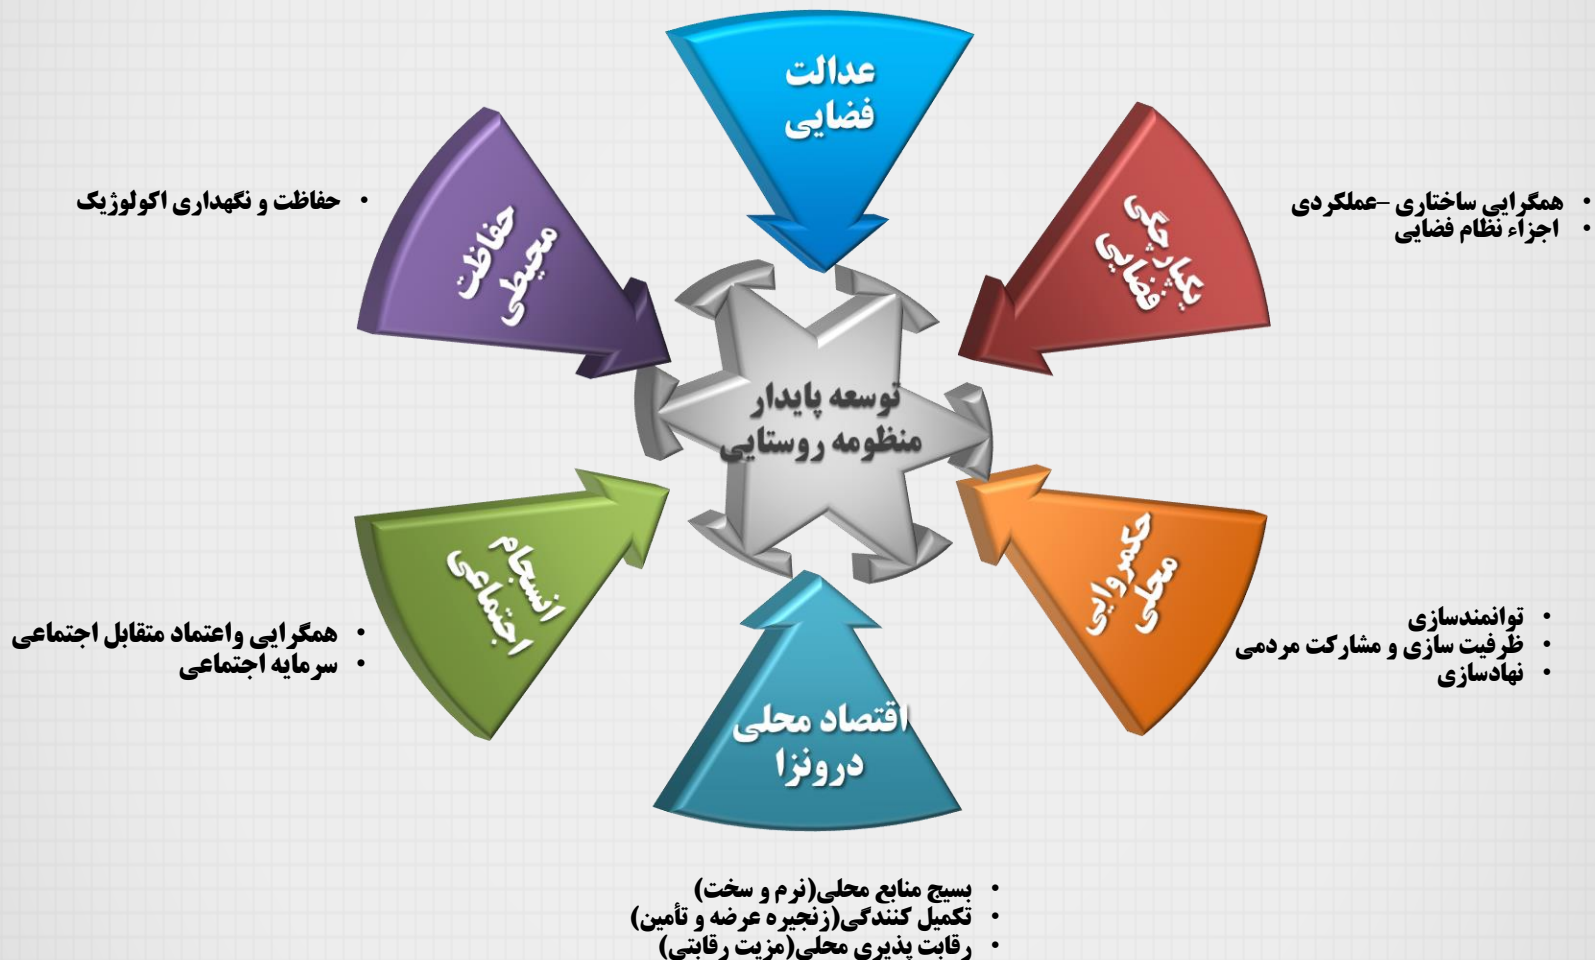 عدالت
فضایی
یکپارچگی
فضایی
• همگرایی ساختاری –عملکردی
• اجزاء نظام فضایی
حفاظت
محیطی
• حفاظت و نگهداری اکولوژیک
توسعه پایدار
منظومه روستایی
حکمروایی
محلی
• توانمندسازی
• ظرفیت سازی و مشارکت مردمی
• نهادسازی
انسجام
اجتماعی
• همگرایی واعتماد متقابل اجتماعی
• سرمایه اجتماعی
اقتصاد محلی
درونزا
• بسیج منابع محلی(نرم و سخت)
• تکمیل کنندگی(زنجیره عرضه و تأمین)
• رقابت پذیری محلی(مزیت رقابتی)